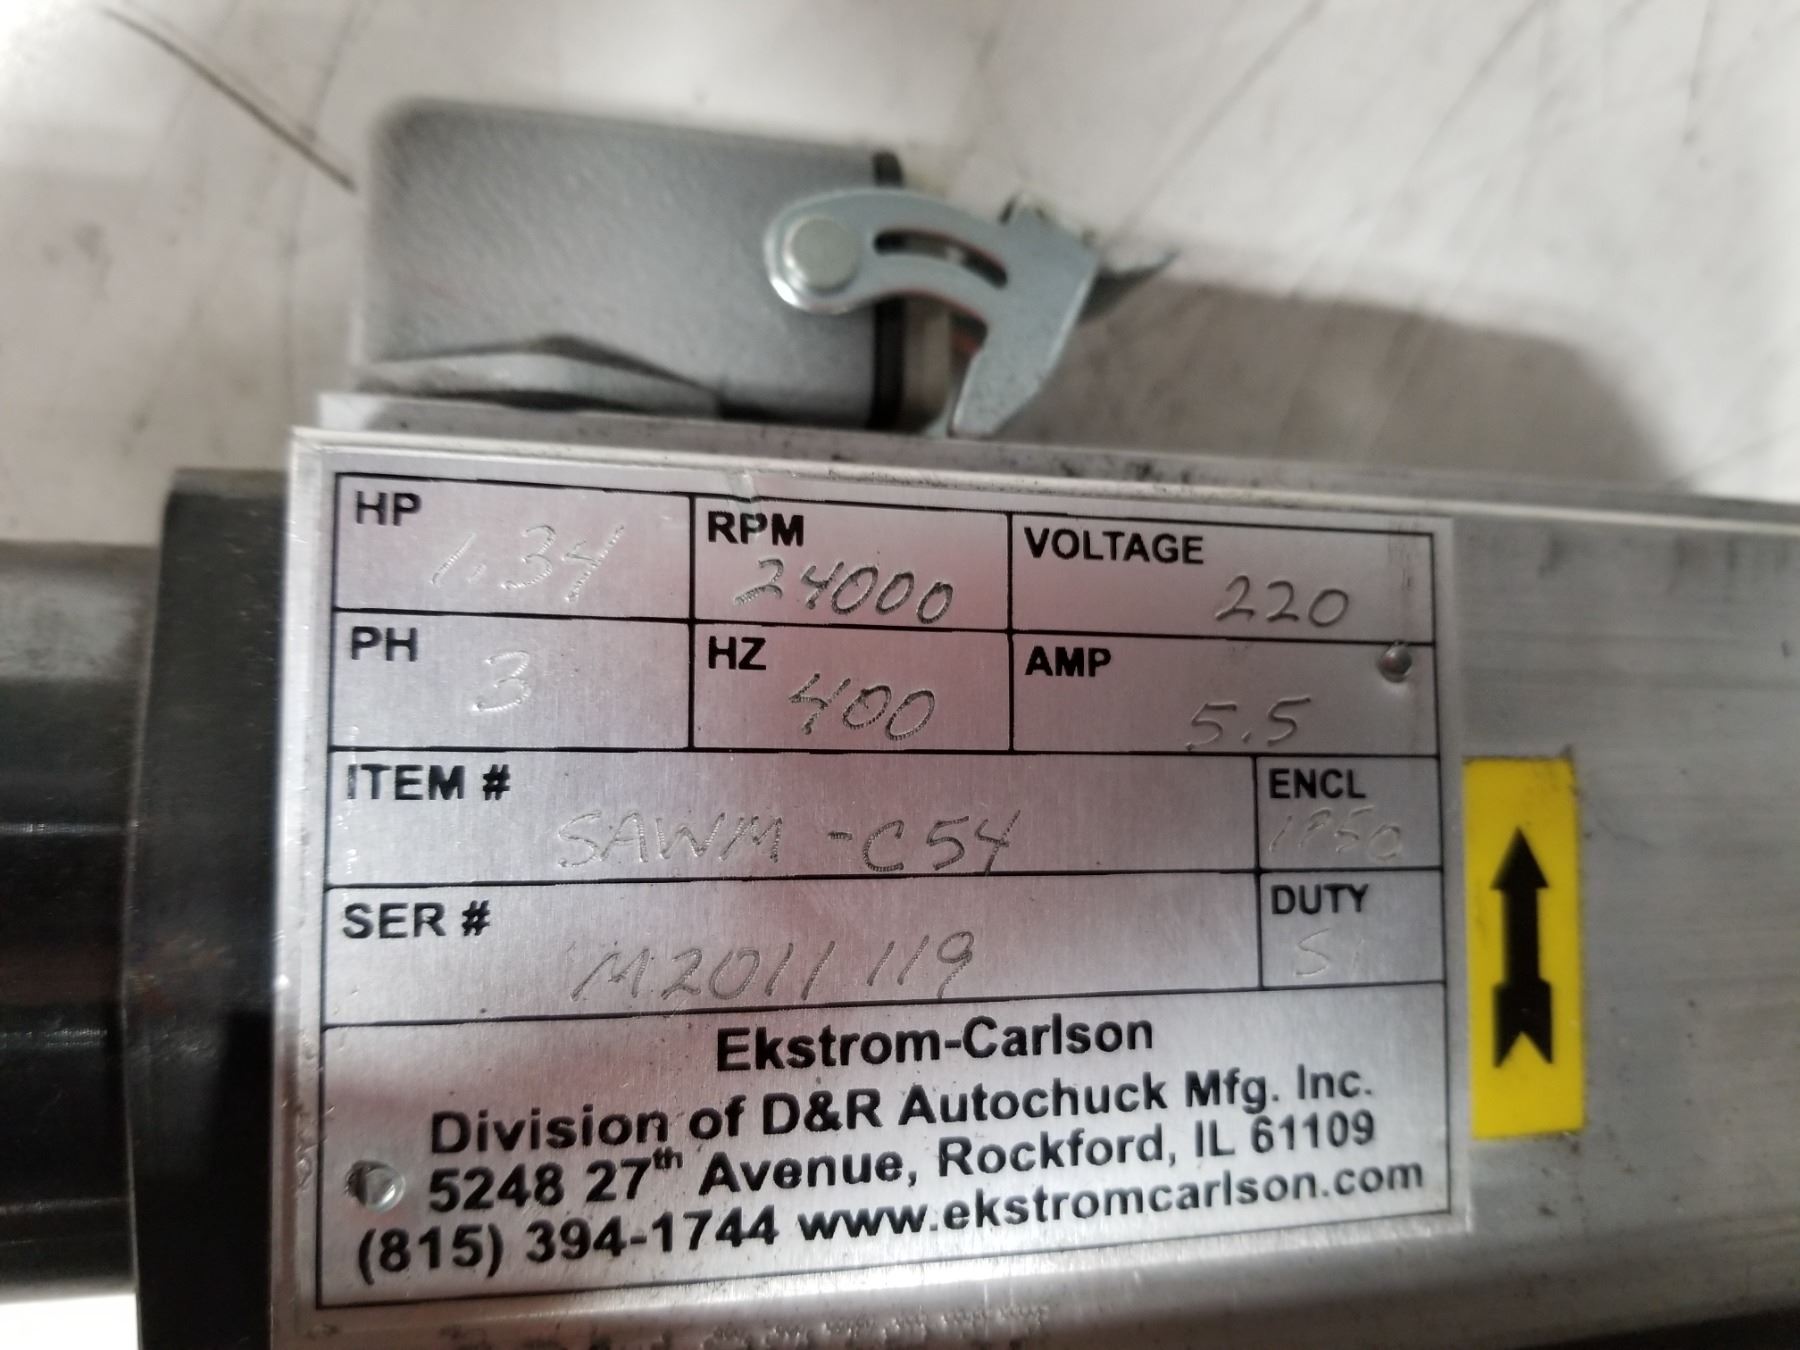 HP 1.34 RPM 24000 VOLTAGE 220
PH 3 HZ 400 AMP 5.5
ITEM # SAWM-C54 ENCL IP50
SER # M2011119 DUTY S1
Ekstrom-Carlson
Division of D&R Autochuck Mfg. Inc.
5248 27th Avenue, Rockford, IL 61109
(815) 394-1744 www.ekstromcarlson.com